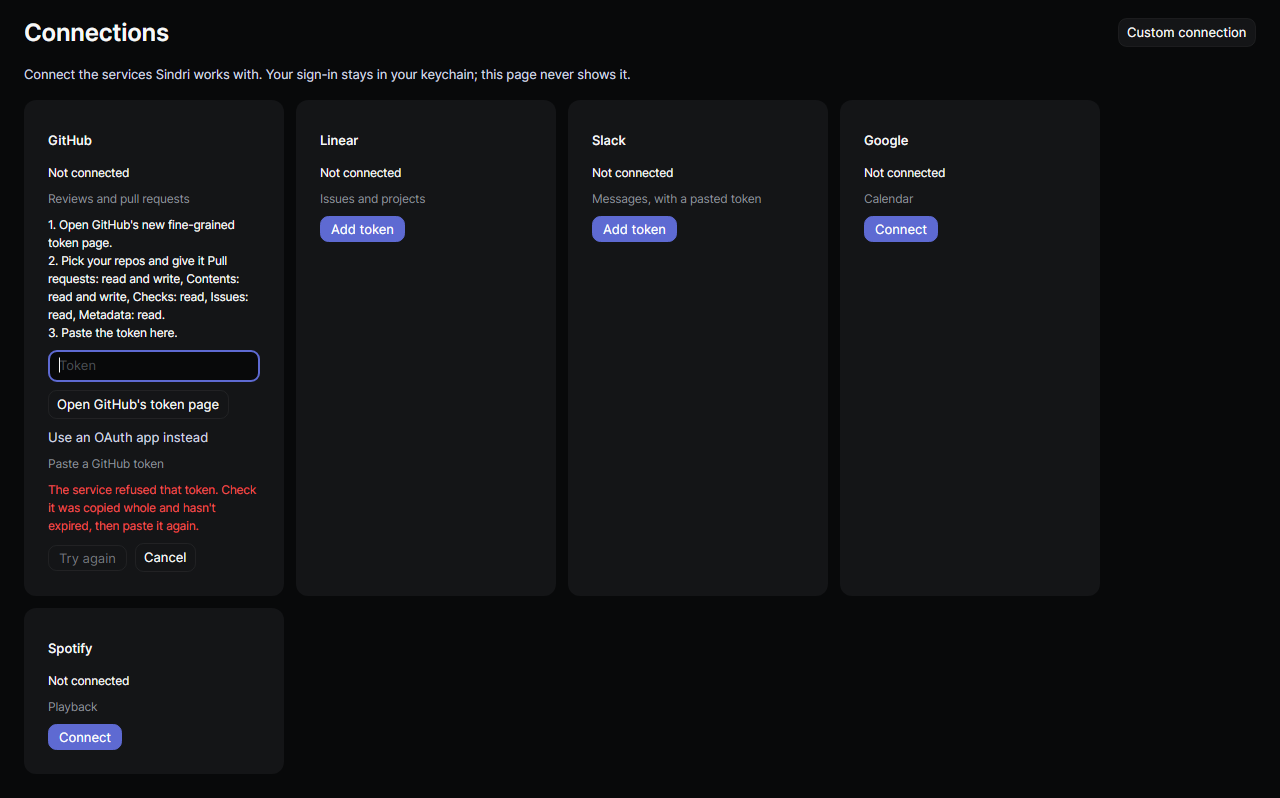 Connections
Custom connection
Connect the services Sindri works with. Your sign-in stays in your keychain; this page never shows it.
GitHub
Not connected
Reviews and pull requests
1. Open GitHub's new fine-grained
token page.
2. Pick your repos and give it Pull
requests: read and write, Contents:
read and write, Checks: read, Issues:
read, Metadata: read.
3. Paste the token here.
Token
Open GitHub's token page
Use an OAuth app instead
Paste a GitHub token
The service refused that token. Check
it was copied whole and hasn't
expired, then paste it again.
Try again
Cancel
Linear
Not connected
Issues and projects
Add token
Slack
Not connected
Messages, with a pasted token
Add token
Google
Not connected
Calendar
Connect
Spotify
Not connected
Playback
Connect